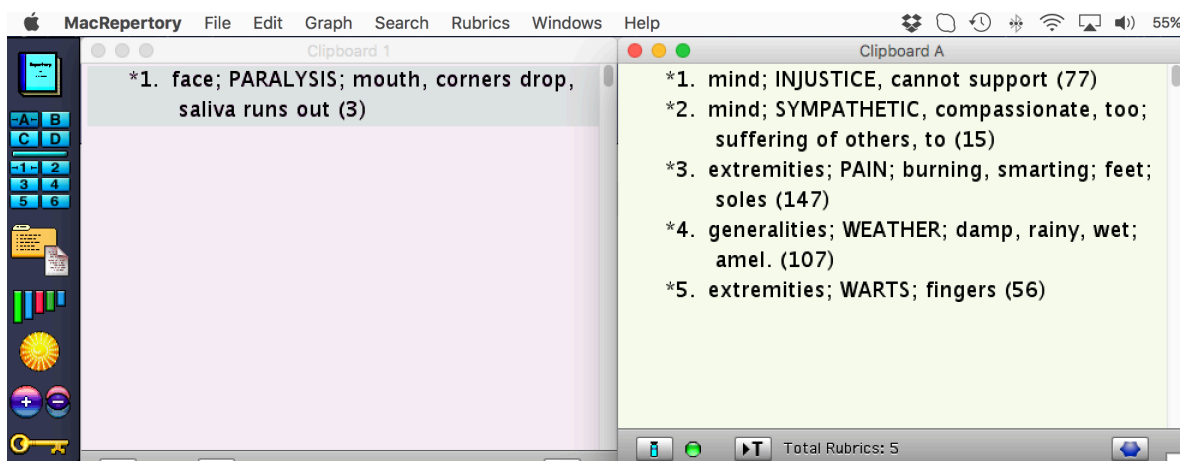 MacRepertory File Edit Graph Search Rubrics Windows Help 55%
Clipboard 1
*1. face; PARALYSIS; mouth, corners drop,
saliva runs out (3)
Clipboard A
*1. mind; INJUSTICE, cannot support (77)
*2. mind; SYMPATHETIC, compassionate, too;
suffering of others, to (15)
*3. extremities; PAIN; burning, smarting; feet;
soles (147)
*4. generalities; WEATHER; damp, rainy, wet;
amel. (107)
*5. extremities; WARTS; fingers (56)
A B
C D
1 2
3 4
5 6
T Total Rubrics: 5